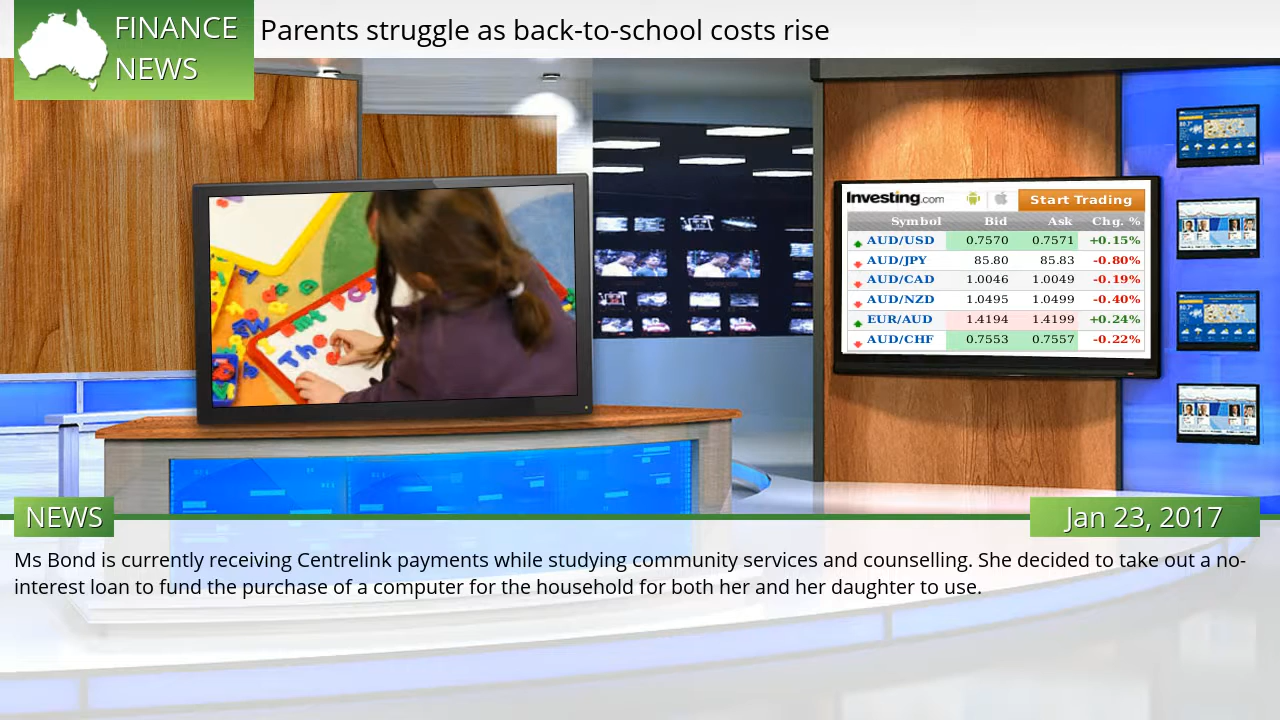 FINANCE
NEWS
Parents struggle as back-to-school costs rise
Investing.com
Start Trading
Symbol Bid Ask Chg. %
AUD/USD 0.7570 0.7571 +0.15%
AUD/JPY 85.80 85.83 -0.80%
AUD/CAD 1.0046 1.0049 -0.19%
AUD/NZD 1.0495 1.0499 -0.40%
EUR/AUD 1.4194 1.4199 +0.24%
AUD/CHF 0.7553 0.7557 -0.22%
NEWS
Jan 23, 2017
Ms Bond is currently receiving Centrelink payments while studying community services and counselling. She decided to take out a no-
interest loan to fund the purchase of a computer for the household for both her and her daughter to use.